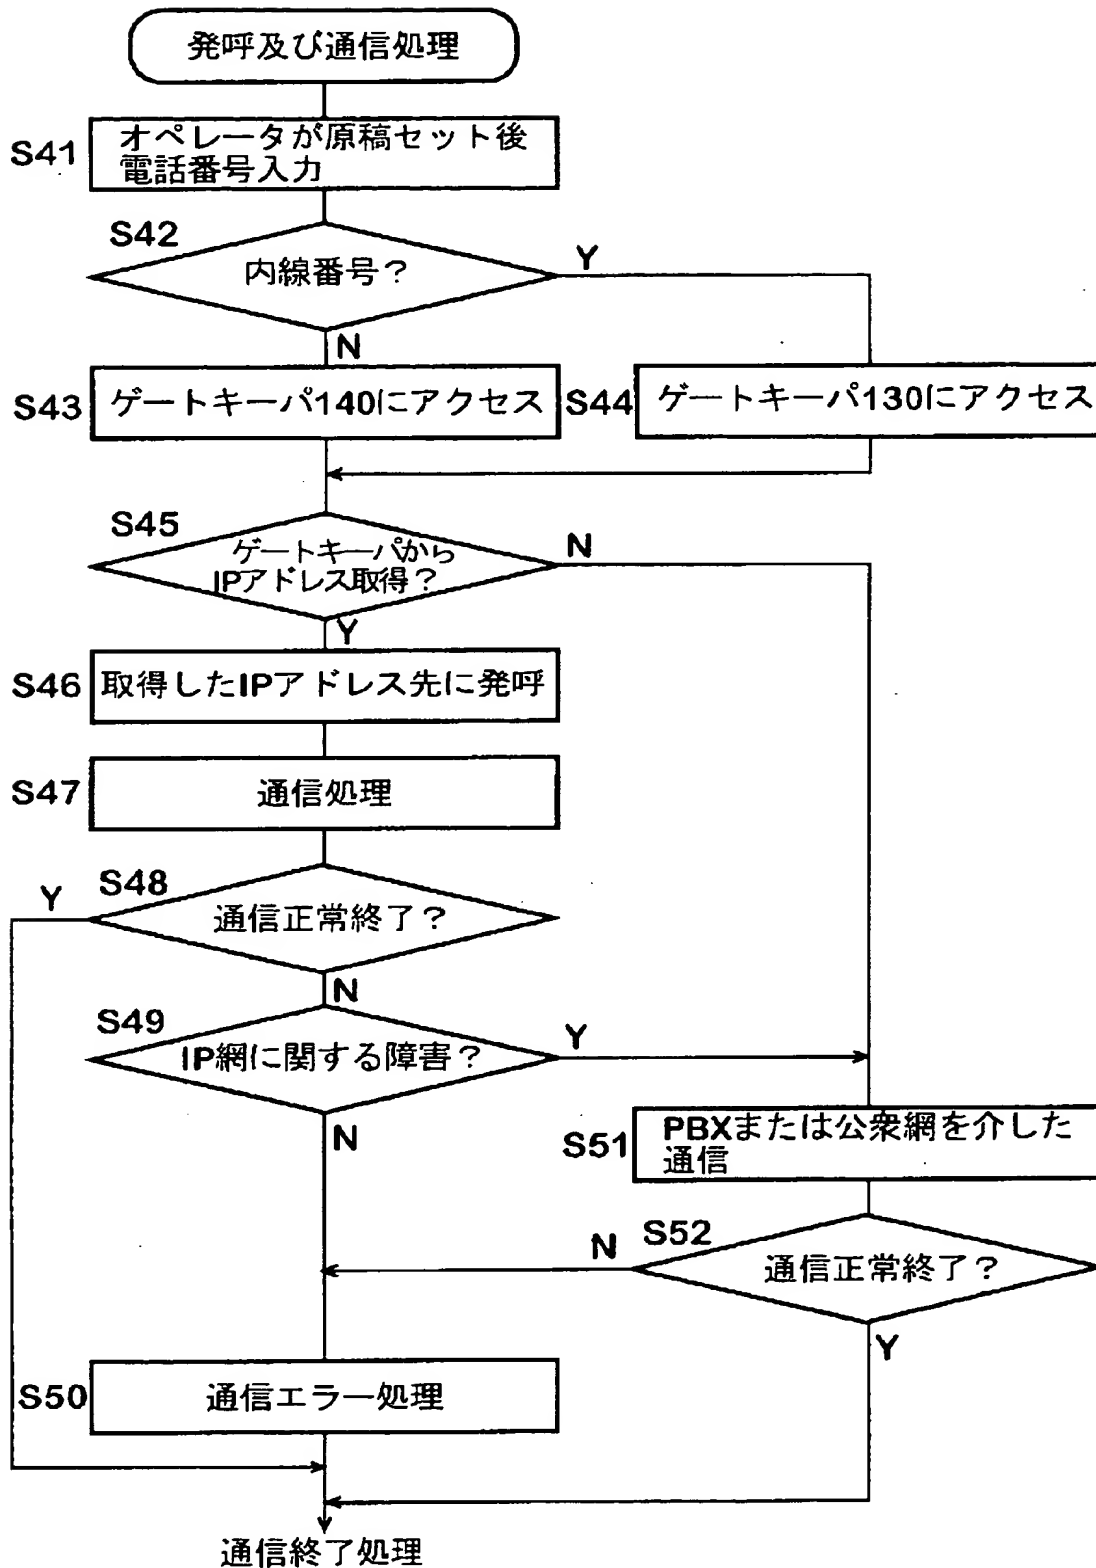 発呼及び通信処理
S41
オペレータが原稿セット後
電話番号入力
S42
内線番号？
Y
N
S43
ゲートキーパ140にアクセス
S44
ゲートキーパ130にアクセス
S45
ゲートキーパから
IPアドレス取得？
N
Y
S46
取得したIPアドレス先に発呼
S47
通信処理
S48
Y
通信正常終了？
N
S49
IP網に関する障害？
Y
N
S51
PBXまたは公衆網を介した
通信
S52
N
通信正常終了？
Y
S50
通信エラー処理
通信終了処理